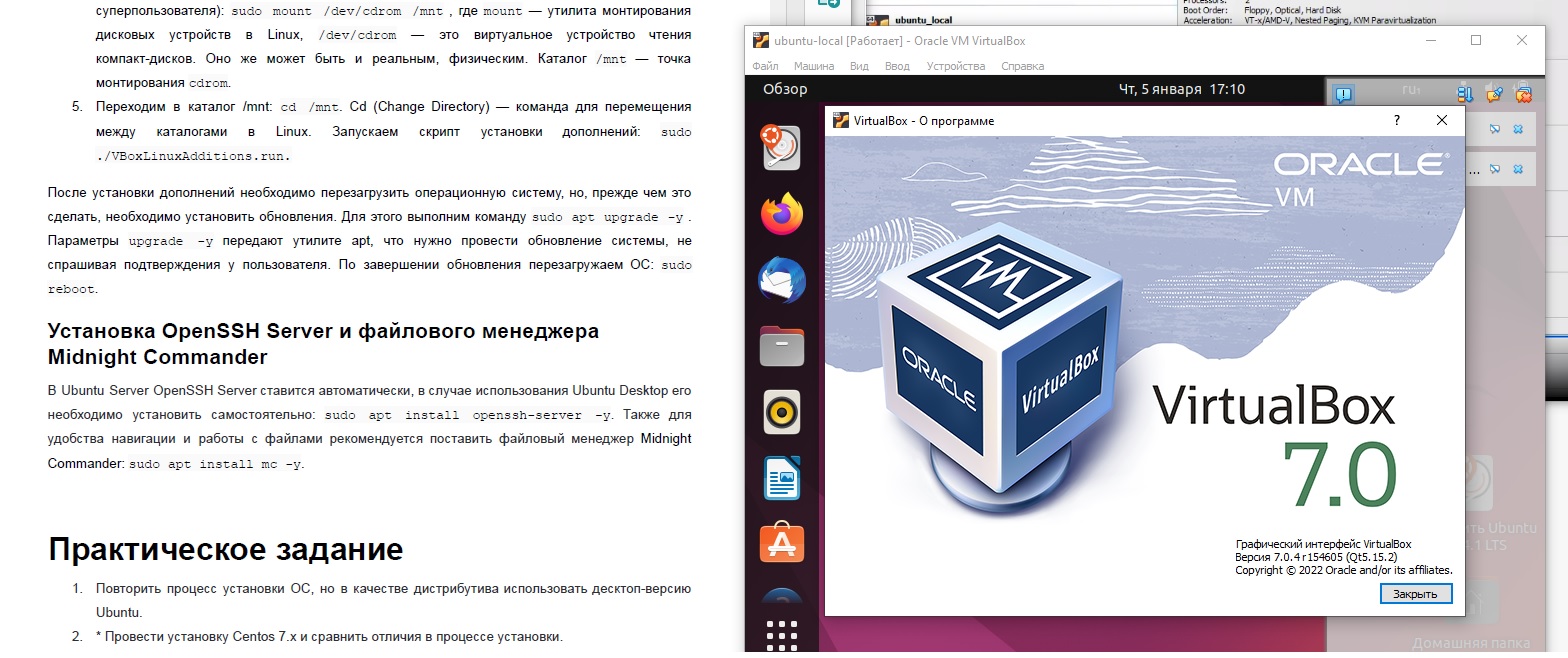 суперпользователя): sudo mount /dev/cdrom /mnt , где mount — утилита монтирования
дисковых устройств в Linux, /dev/cdrom — это виртуальное устройство чтения
компакт-дисков. Оно же может быть и реальным, физическим. Каталог /mnt — точка
монтирования cdrom.
5. Переходим в каталог /mnt: cd /mnt. Cd (Change Directory) — команда для перемещения
между каталогами в Linux. Запускаем скрипт установки дополнений: sudo
./VBoxLinuxAdditions.run.
После установки дополнений необходимо перезагрузить операционную систему, но, прежде чем это
сделать, необходимо установить обновления. Для этого выполним команду sudo apt upgrade -y .
Параметры upgrade -y передают утилите apt, что нужно провести обновление системы, не
спрашивая подтверждения у пользователя. По завершении обновления перезагружаем ОС: sudo
reboot.
Установка OpenSSH Server и файлового менеджера
Midnight Commander
В Ubuntu Server OpenSSH Server ставится автоматически, в случае использования Ubuntu Desktop его
необходимо установить самостоятельно: sudo apt install openssh-server -y. Также для
удобства навигации и работы с файлами рекомендуется поставить файловый менеджер Midnight
Commander: sudo apt install mc -y.
Практическое задание
1. Повторить процесс установки ОС, но в качестве дистрибутива использовать десктоп-версию
Ubuntu.
2. * Провести установку Centos 7.x и сравнить отличия в процессе установки.
Processors: 2
Boot Order: Floppy, Optical, Hard Disk
Acceleration: VT-x/AMD-V, Nested Paging, KVM Paravirtualization
ubuntu_local
ubuntu-local [Работает] - Oracle VM VirtualBox
Файл Машина Вид Ввод Устройства Справка
Обзор Чт, 5 января 17:10 ru₁
VirtualBox - О программе ?
...
ORACLE®
VM
ORACLE
VirtualBox
VirtualBox
7.0
Графический интерфейс VirtualBox
Версия 7.0.4 r154605 (Qt5.15.2)
Copyright © 2022 Oracle and/or its affiliates.
Закрыть
Ubuntu
LTS
Домашняя папка